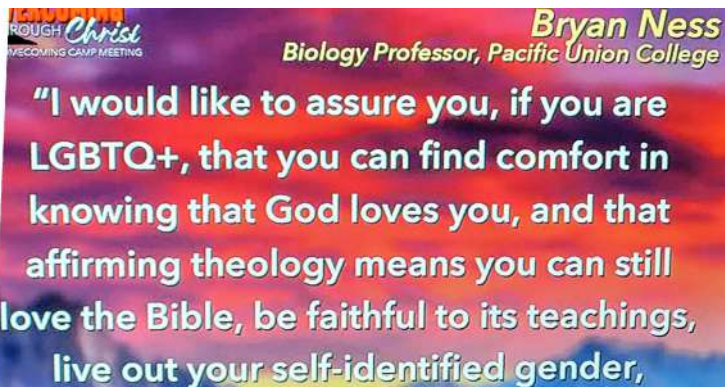 ROUGH Christ
MECOMING CAMP MEETING
Bryan Ness
Biology Professor, Pacific Union College
"I would like to assure you, if you are
LGBTQ+, that you can find comfort in
knowing that God loves you, and that
affirming theology means you can still
love the Bible, be faithful to its teachings,
live out your self-identified gender,